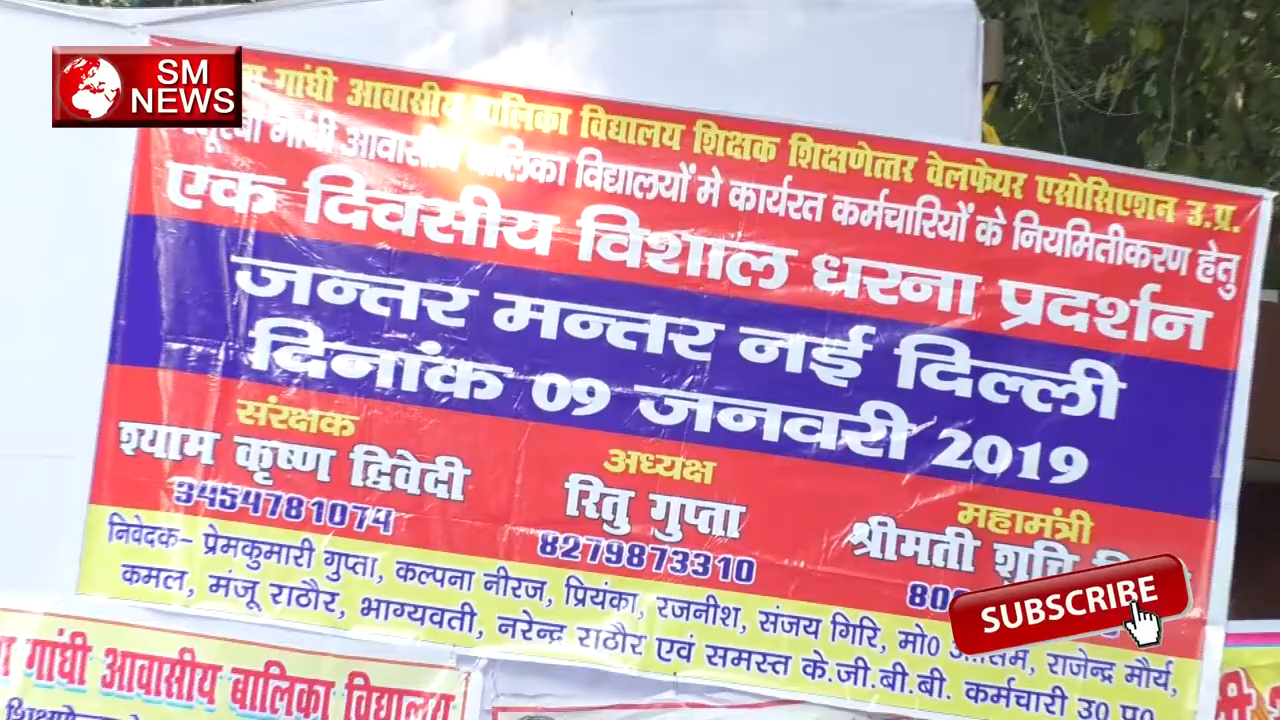 SM
NEWS
गांधी आवासीय बालिका विद्यालय शिक्षक शिक्षणेत्तर वेलफेयर एसोसिएशन उ.प्र.
गांधी आवासीय बालिका विद्यालयों मे कार्यरत कर्मचारियों के नियमितीकरण हेतु
एक दिवसीय विशाल धरना प्रदर्शन
जन्तर मन्तर नई दिल्ली
दिनांक 09 जनवरी 2019
संरक्षक
श्याम कृष्ण द्विवेदी
3454781074
अध्यक्ष
रितु गुप्ता
8279873310
महामंत्री
श्रीमती शुचि
SUBSCRIBE
निवेदक- प्रेमकुमारी गुप्ता, कल्पना नीरज, प्रियंका, रजनीश, संजय गिरि, मो0 राजेन्द्र मौर्य,
कमल, मंजू राठौर, भाग्यवती, नरेन्द्र राठौर एवं समस्त के.जी.बी.बी. कर्मचारी उ0 प्र0
गांधी आवासीय बालिका विद्यालय